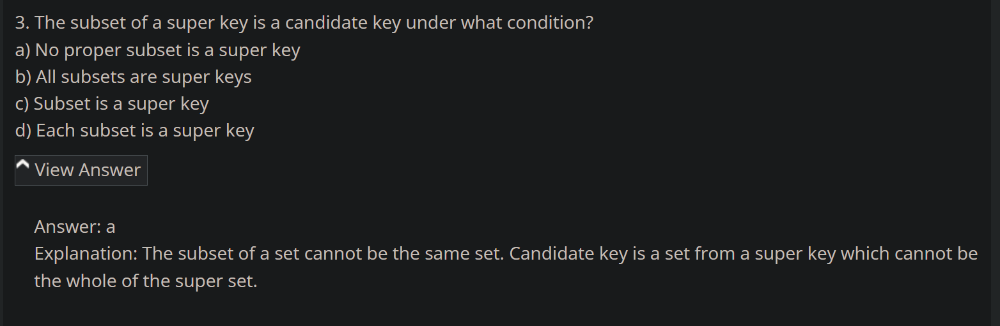 3. The subset of a super key is a candidate key under what condition?
a) No proper subset is a super key
b) All subsets are super keys
c) Subset is a super key
d) Each subset is a super key
View Answer
Answer: a
Explanation: The subset of a set cannot be the same set. Candidate key is a set from a super key which cannot be
the whole of the super set.